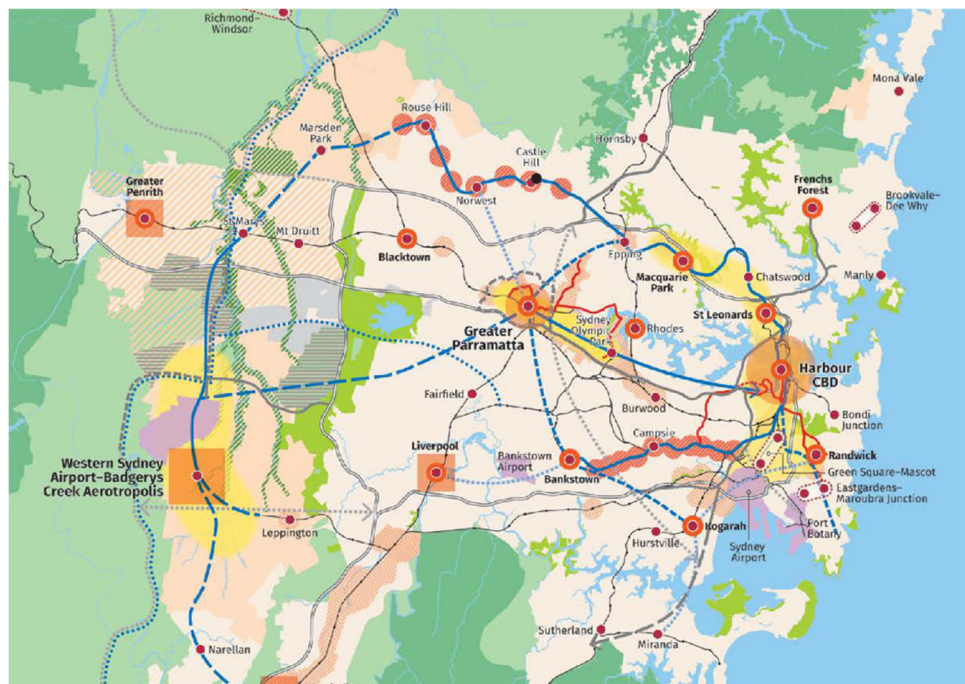 Richmond–
Windsor
Mona Vale
Rouse Hill
Marsden
Park
Hornsby
Castle
Hill
Greater
Penrith
Norwest
Frenchs
Forest
Brookvale–
Dee Why
St Marys
Mt Druitt
Blacktown
Epping
Macquarie
Park
Chatswood
Manly
Greater
Parramatta
Sydney
Olympic
Park
Rhodes
St Leonards
Harbour
CBD
Fairfield
Burwood
Bondi
Junction
Campsie
Liverpool
Bankstown
Airport
Bankstown
Randwick
Western Sydney
Airport–Badgerys
Creek Aerotropolis
Green Square–Mascot
Eastgardens–
Maroubra Junction
Leppington
Kogarah
Hurstville
Port
Botany
Sydney
Airport
Sutherland
Miranda
Narellan